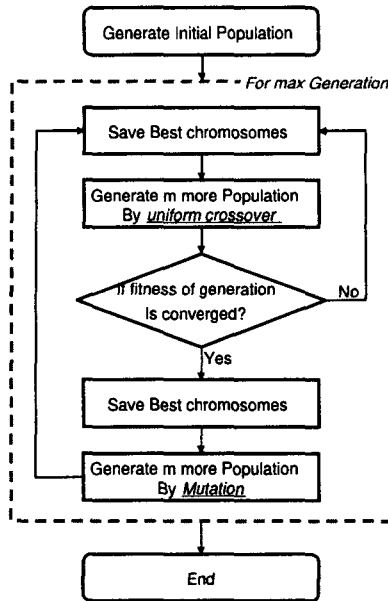 Generate Initial Population
For max Generation
Save Best chromosomes
Generate m more Population
By uniform crossover
If fitness of generation
Is converged?
No
Yes
Save Best chromosomes
Generate m more Population
By Mutation
End